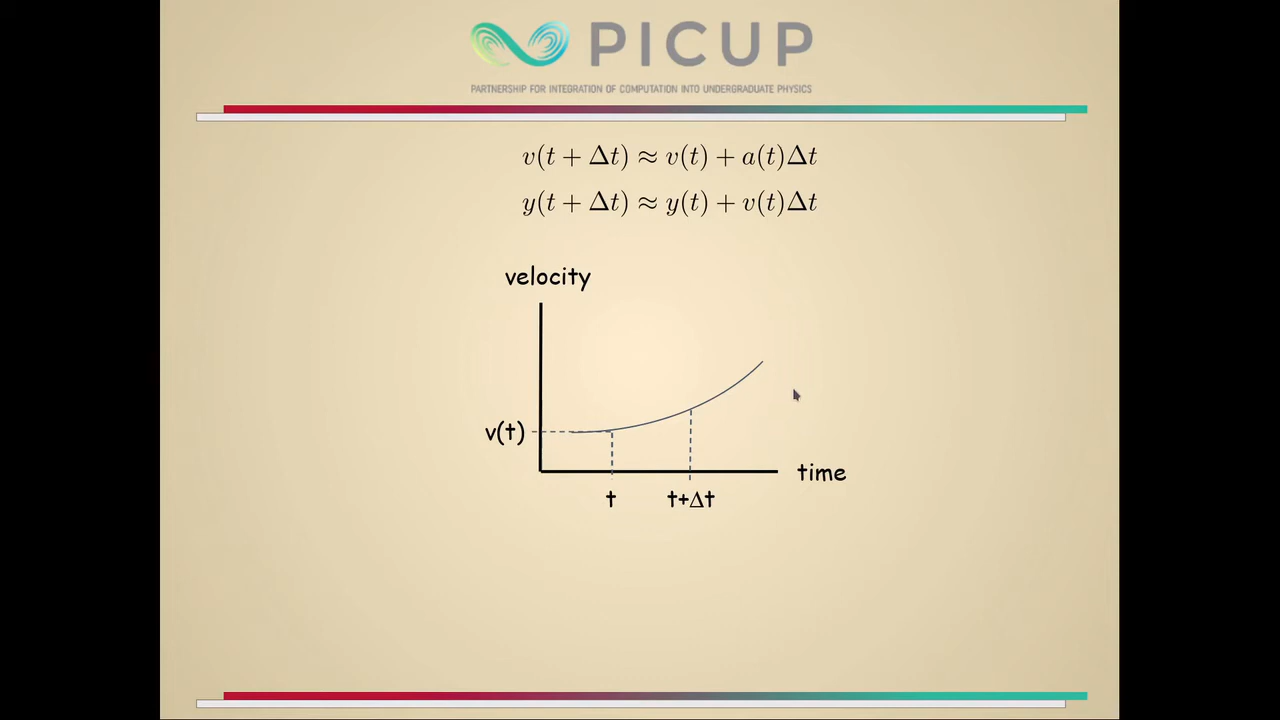 PICUP
PARTNERSHIP FOR INTEGRATION OF COMPUTATION INTO UNDERGRADUATE PHYSICS
v(t + Δt) ≈ v(t) + a(t)Δt
y(t + Δt) ≈ y(t) + v(t)Δt
velocity
v(t)
time
t t+Δt